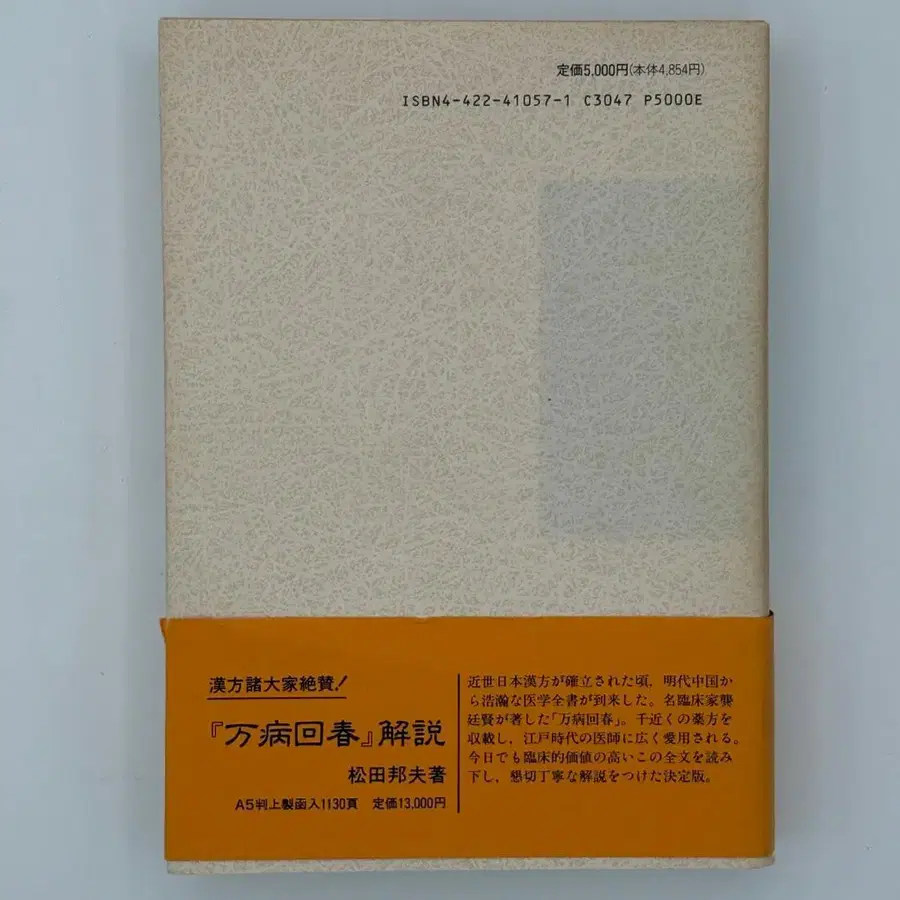 定価5,000円(本体4,854円)
ISBN4-422-41057-1 C3047 P5000E
漢方諸大家絶賛!
『万病回春』解説
松田邦夫著
A5判上製函入1130頁 定価13,000円
近世日本漢方が確立された頃,明代中国か
ら浩瀚な医学全書が到来した。名臨床家龔
廷賢が著した「万病回春」。千近くの薬方を
収載し,江戸時代の医師に広く愛用される。
今日でも臨床的価値の高いこの全文を読み
下し,懇切丁寧な解説をつけた決定版。